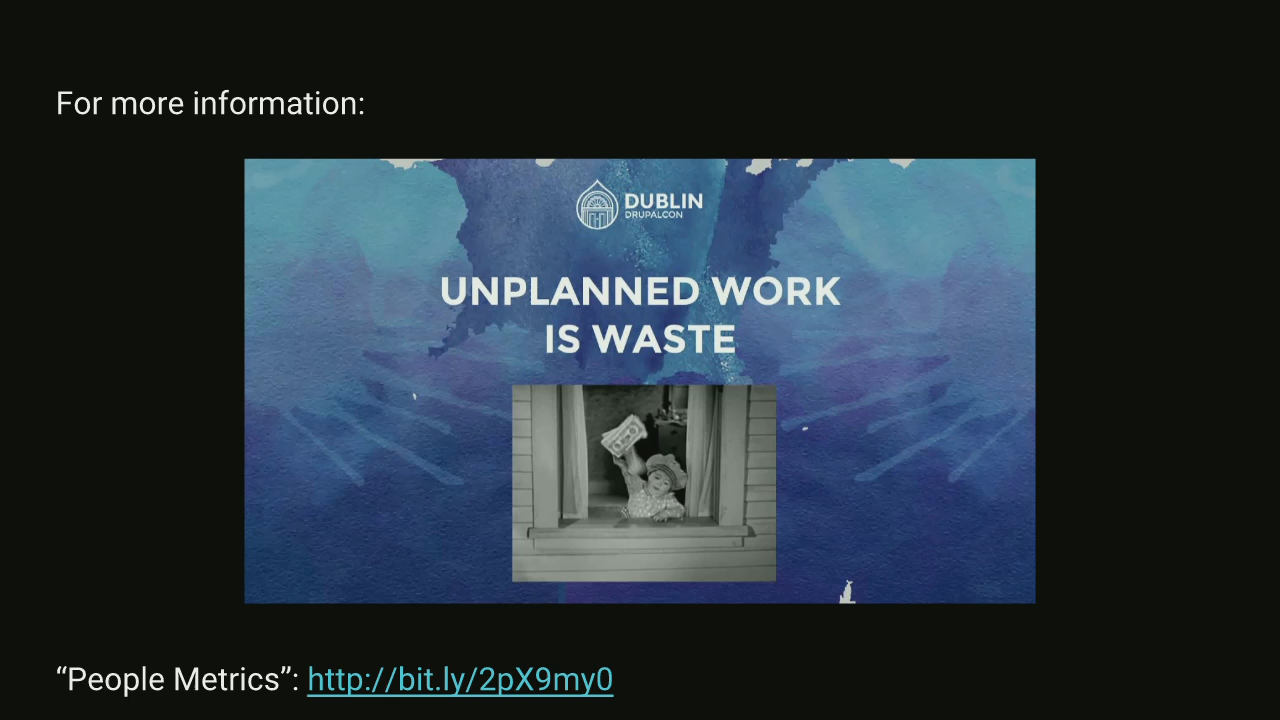 For more information:
DUBLIN
DRUPALCON
UNPLANNED WORK
IS WASTE
“People Metrics”: http://bit.ly/2pX9my0